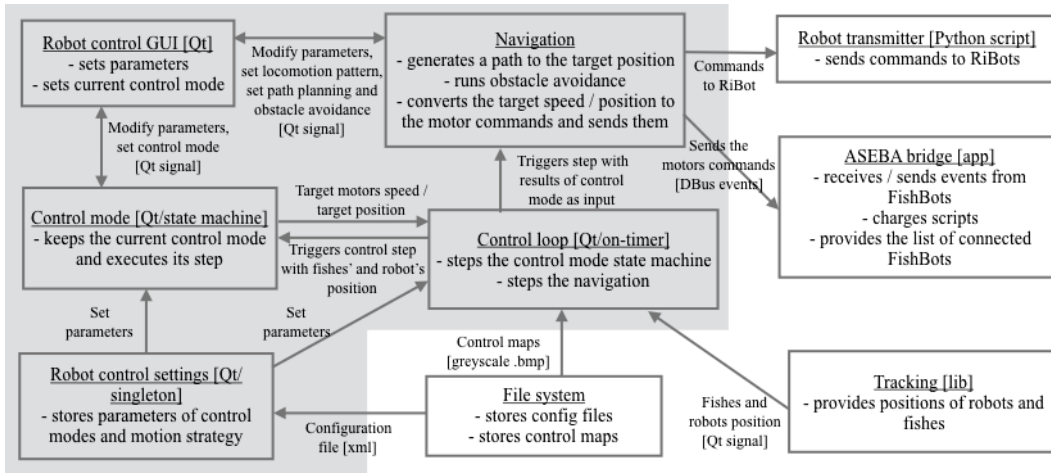 Robot control GUI [Qt]
- sets parameters
- sets current control mode
Modify parameters,
set locomotion pattern,
set path planning and
obstacle avoidance
[Qt signal]
Navigation
- generates a path to the target position
- runs obstacle avoidance
- converts the target speed / position to
the motor commands and sends them
Commands
to RiBot
Robot transmitter [Python script]
- sends commands to RiBots
Modify parameters,
set control mode
[Qt signal]
Triggers step with
results of control
mode as input
Sends the
motors commands
[DBus events]
ASEBA bridge [app]
- receives / sends events from
FishBots
- charges scripts
- provides the list of connected
FishBots
Control mode [Qt/state machine]
- keeps the current control mode
and executes its step
Target motors speed /
target position
Triggers control step
with fishes' and robot's
position
Control loop [Qt/on-timer]
- steps the control mode state machine
- steps the navigation
Set
parameters
Set
parameters
Control maps
[greyscale .bmp]
Robot control settings [Qt/
singleton]
- stores parameters of control
modes and motion strategy
Configuration
file [xml]
File system
- stores config files
- stores control maps
Fishes and
robots position
[Qt signal]
Tracking [lib]
- provides positions of robots and
fishes